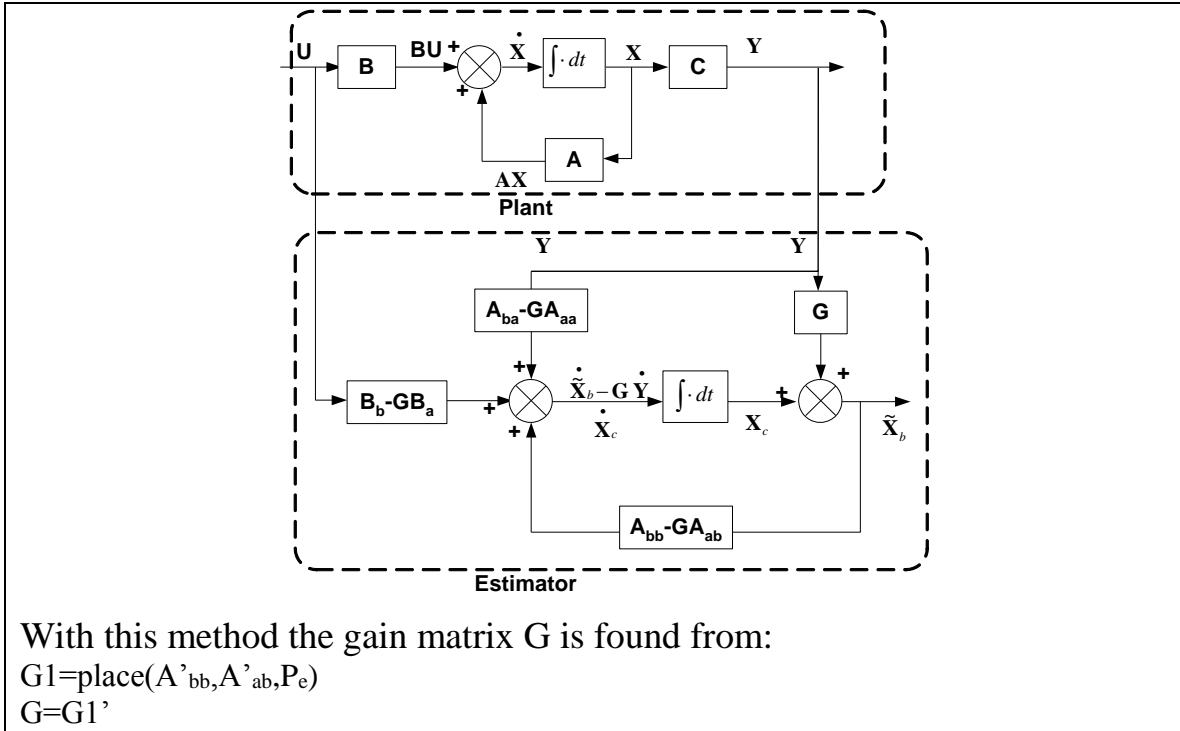 U B BU + Ẋ ∫· dt X C Y
+
A
AX
Plant
Y Y
A_ba-GA_aa G
+ +
B_b-GB_a + X̃̇_b – G Ẏ ∫· dt + 
+ Ẋ_c X_c X̃_b
A_bb-GA_ab
Estimator
With this method the gain matrix G is found from:
G1=place(A’_bb,A’_ab,P_e)
G=G1’